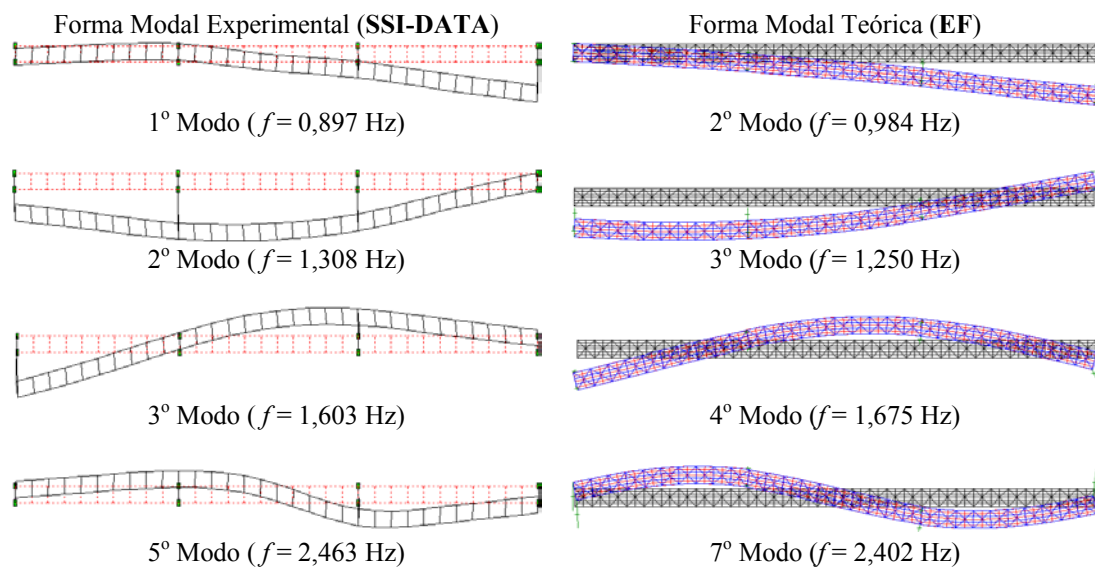 Forma Modal Experimental (SSI-DATA)
Forma Modal Teórica (EF)
1º Modo ( f = 0,897 Hz)
2º Modo ( f = 0,984 Hz)
2º Modo ( f = 1,308 Hz)
3º Modo ( f = 1,250 Hz)
3º Modo ( f = 1,603 Hz)
4º Modo ( f = 1,675 Hz)
5º Modo ( f = 2,463 Hz)
7º Modo ( f = 2,402 Hz)